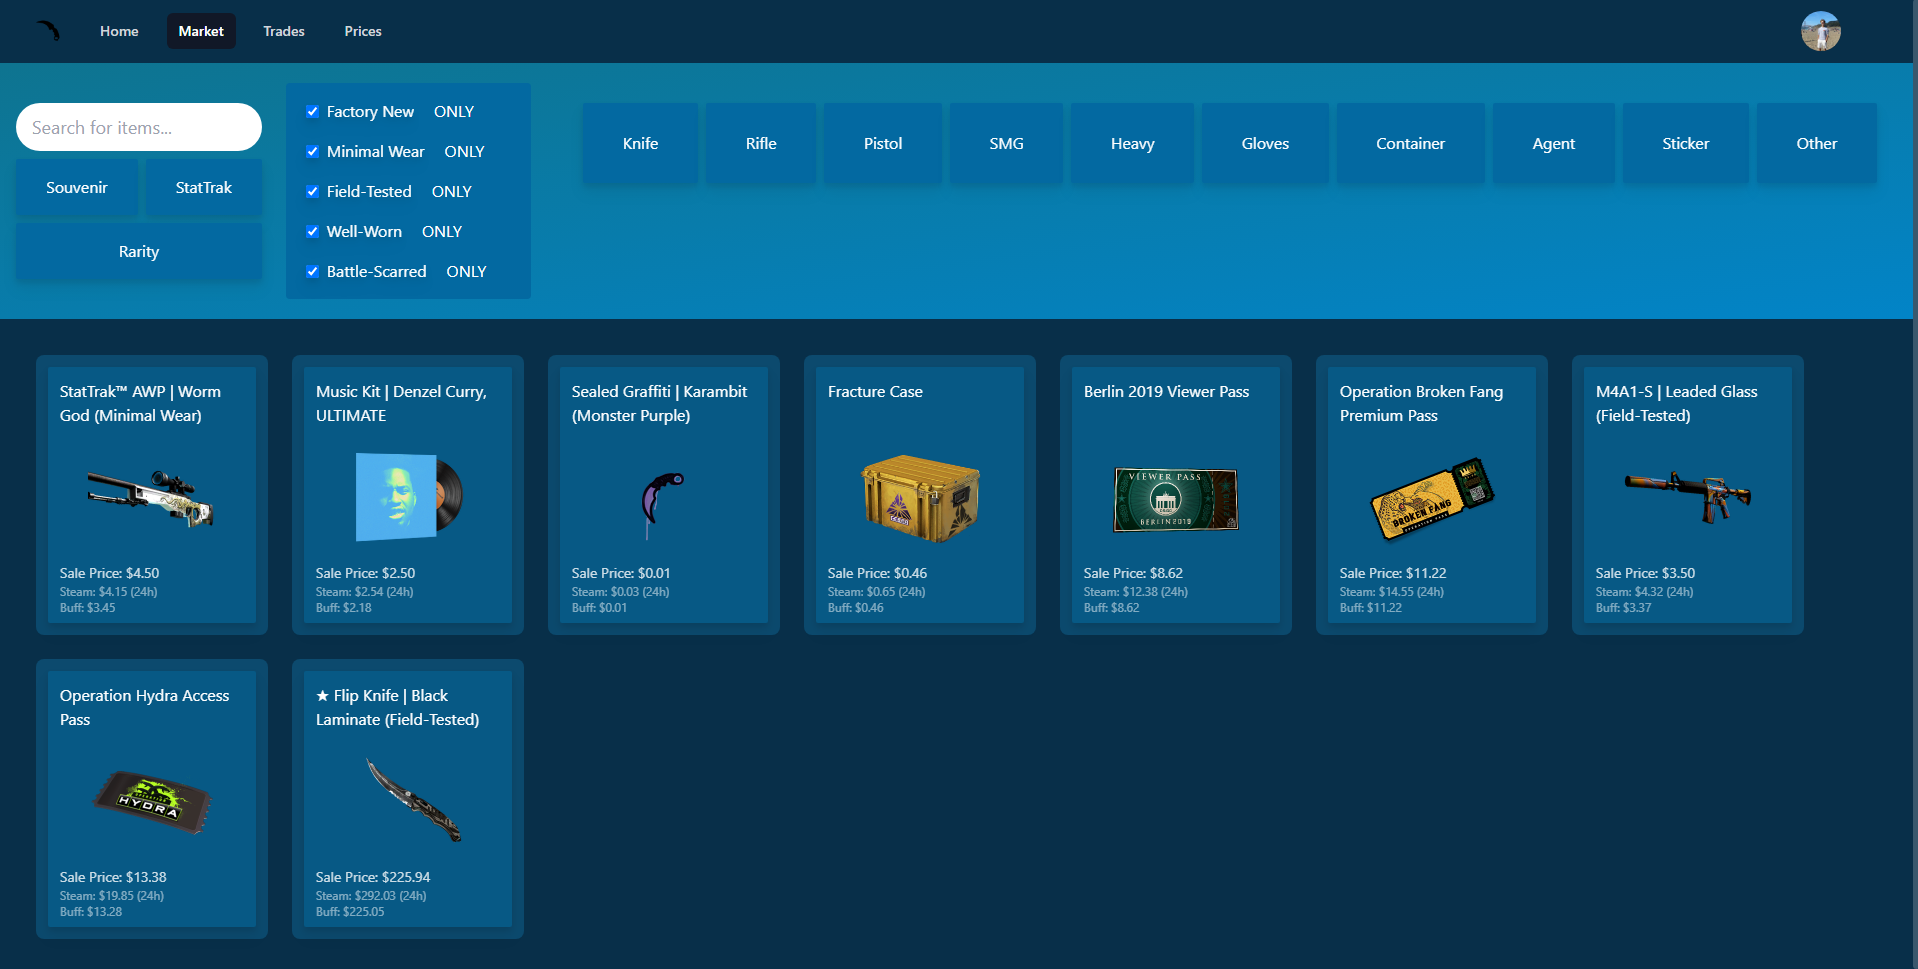 Home
Market
Trades
Prices
Search for items...
Souvenir
StatTrak
Rarity
Factory New ONLY
Minimal Wear ONLY
Field-Tested ONLY
Well-Worn ONLY
Battle-Scarred ONLY
Knife
Rifle
Pistol
SMG
Heavy
Gloves
Container
Agent
Sticker
Other
StatTrak™ AWP | Worm
God (Minimal Wear)
Sale Price: $4.50
Steam: $4.15 (24h)
Buff: $3.45
Music Kit | Denzel Curry,
ULTIMATE
Sale Price: $2.50
Steam: $2.54 (24h)
Buff: $2.18
Sealed Graffiti | Karambit
(Monster Purple)
Sale Price: $0.01
Steam: $0.03 (24h)
Buff: $0.01
Fracture Case
Sale Price: $0.46
Steam: $0.65 (24h)
Buff: $0.46
Berlin 2019 Viewer Pass
VIEWER PASS
BERLIN 2019
Sale Price: $8.62
Steam: $12.38 (24h)
Buff: $8.62
Operation Broken Fang
Premium Pass
BROKEN FANG
Sale Price: $11.22
Steam: $14.55 (24h)
Buff: $11.22
M4A1-S | Leaded Glass
(Field-Tested)
Sale Price: $3.50
Steam: $4.32 (24h)
Buff: $3.37
Operation Hydra Access
Pass
HYDRA
Sale Price: $13.38
Steam: $19.85 (24h)
Buff: $13.28
★ Flip Knife | Black
Laminate (Field-Tested)
Sale Price: $225.94
Steam: $292.03 (24h)
Buff: $225.05